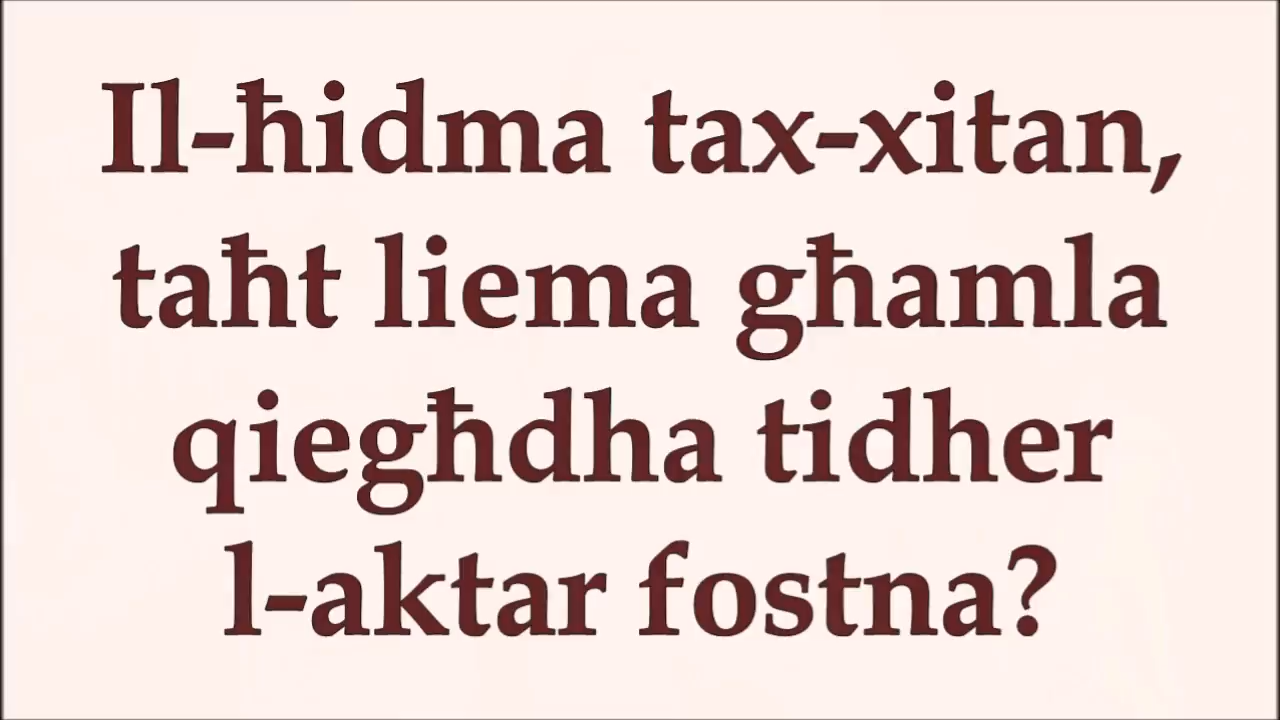 Il-ħidma tax-xitan,
taħt liema għamla
qiegħdha tidher
l-aktar fostna?